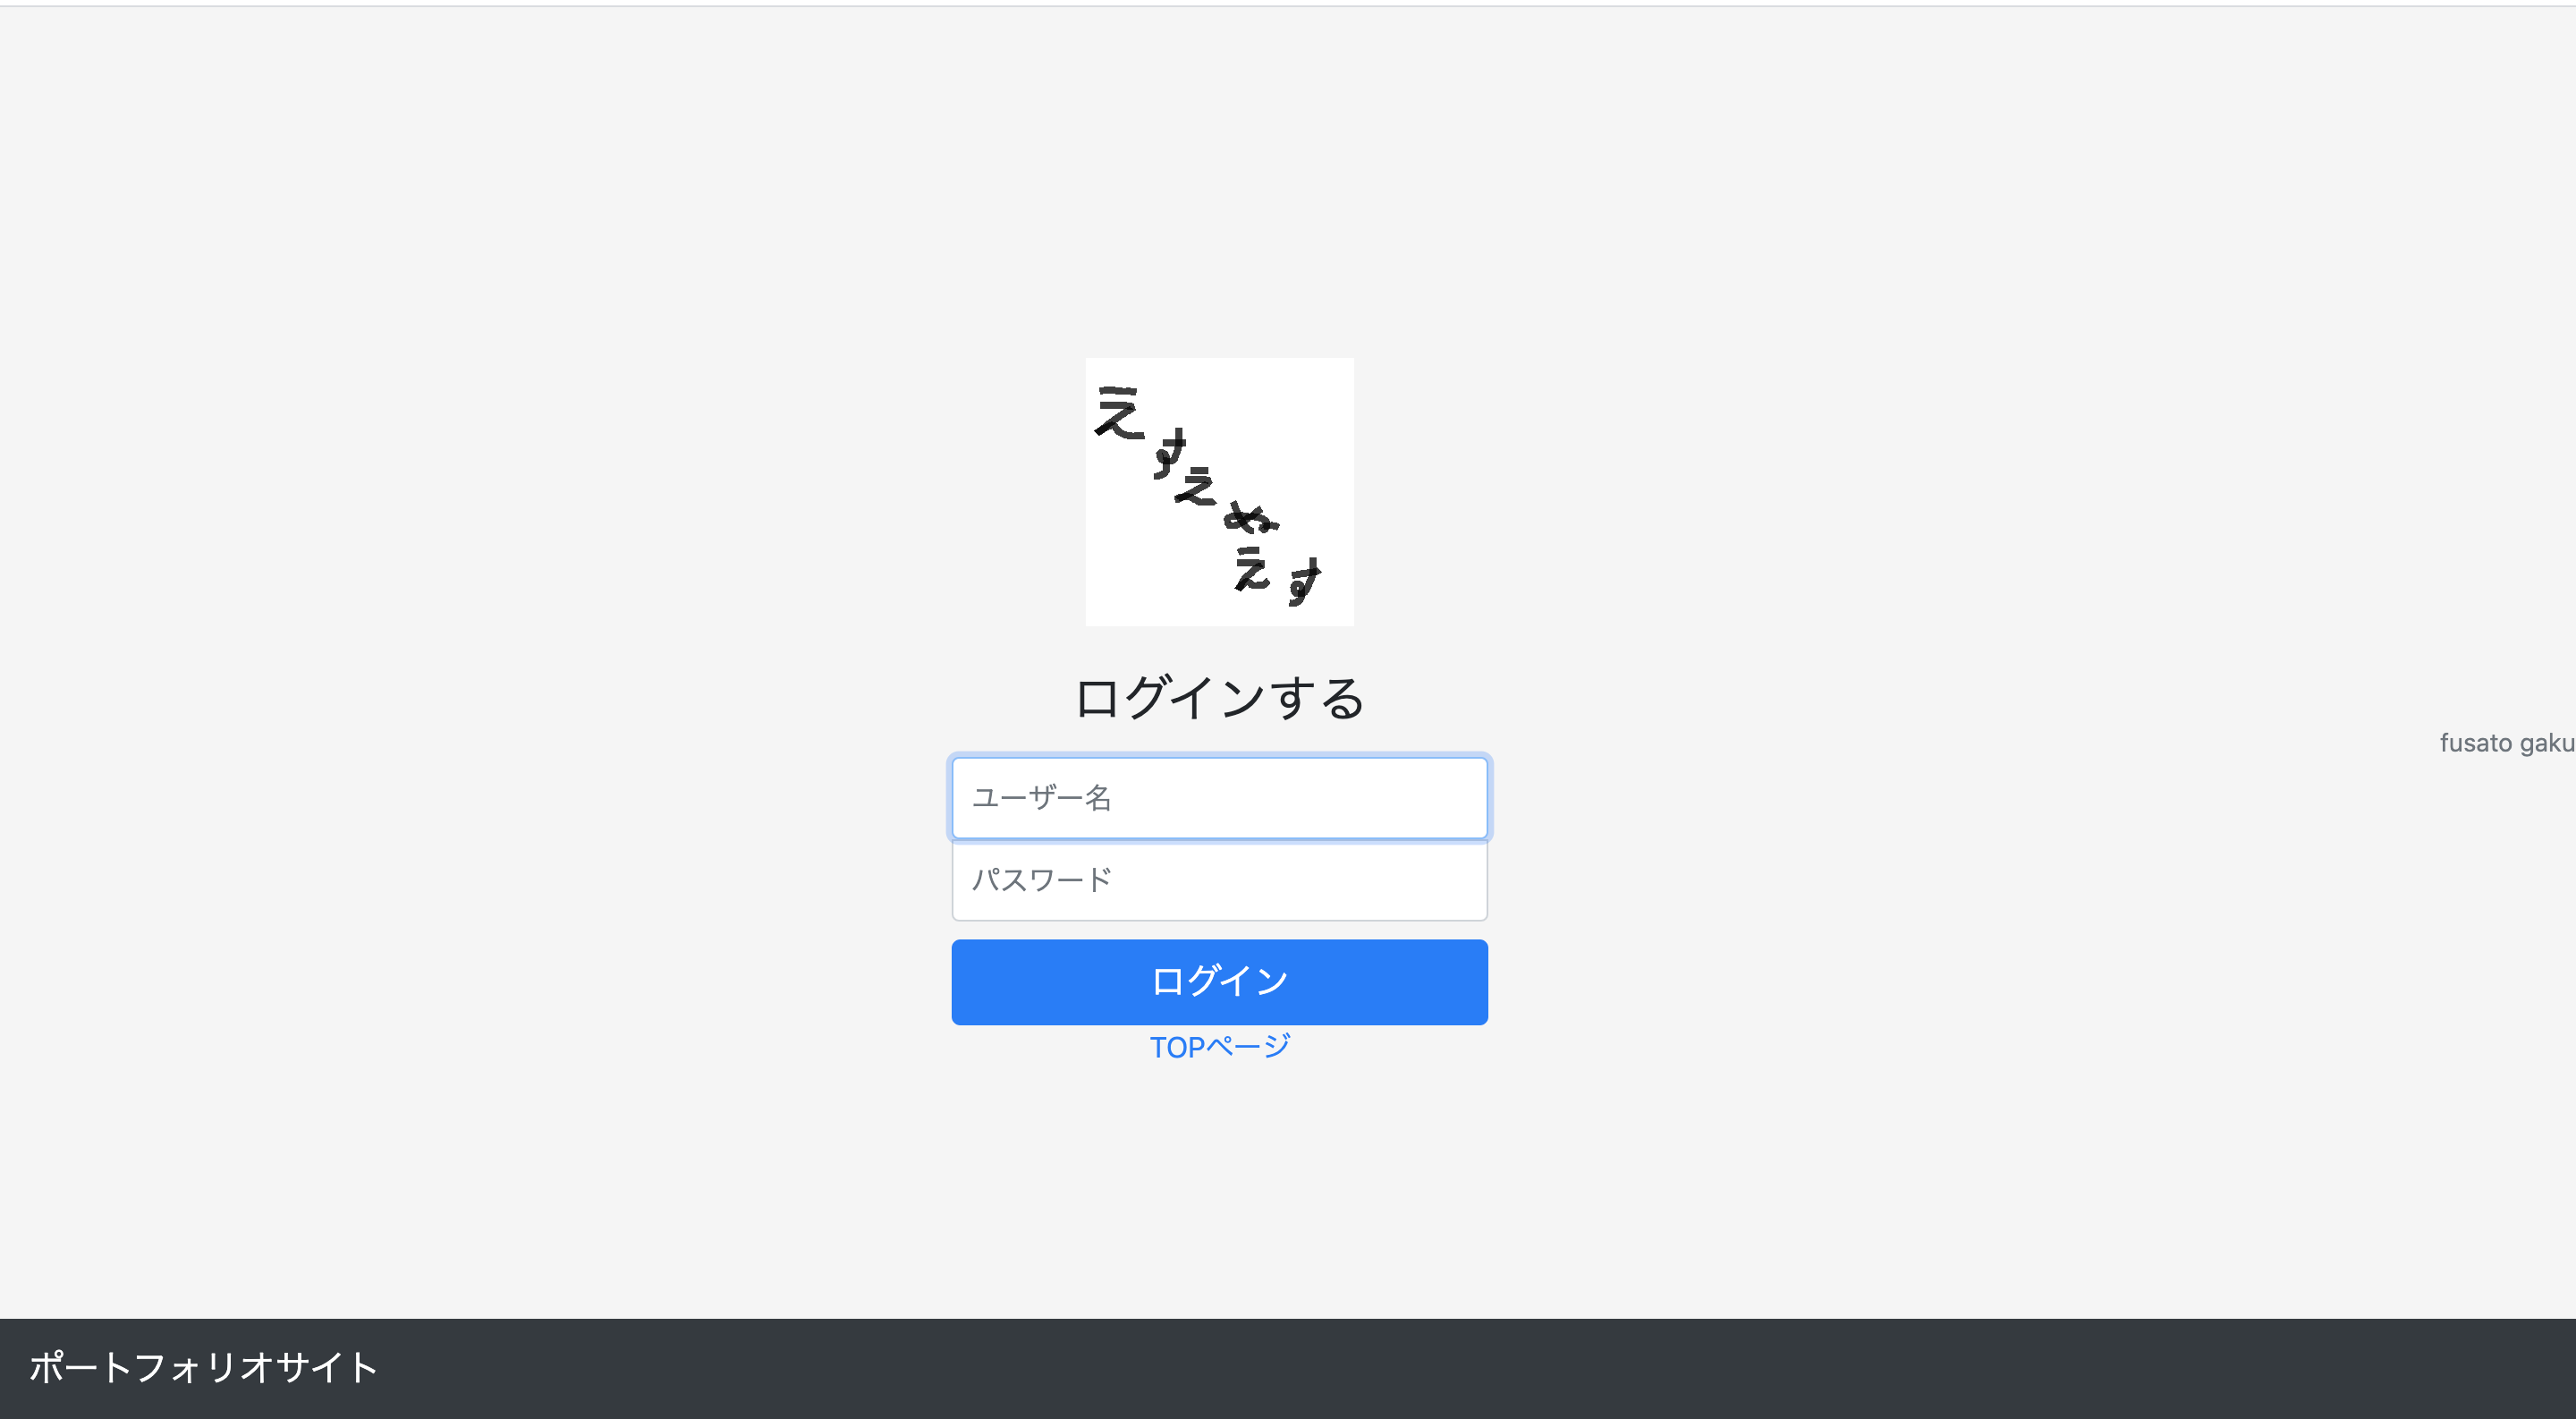 えすえぬえす
ログインする
ユーザー名
パスワード
ログイン
TOPページ
fusato gaku
ポートフォリオサイト